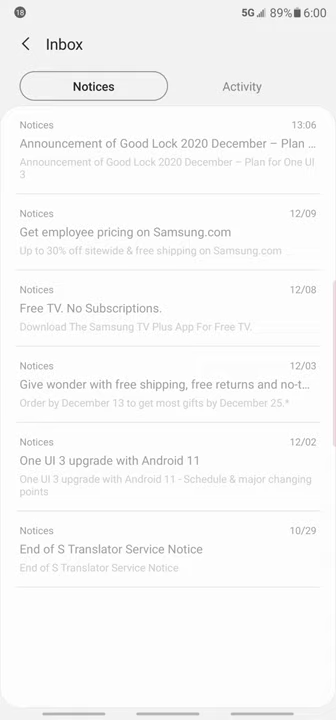 18
5G 89% 6:00
Inbox
Notices Activity
Notices 13:06
Announcement of Good Lock 2020 December – Plan ...
Announcement of Good Lock 2020 December – Plan for One UI
3
Notices 12/09
Get employee pricing on Samsung.com
Up to 30% off sitewide & free shipping on Samsung.com
Notices 12/08
Free TV. No Subscriptions.
Download The Samsung TV Plus App For Free TV.
Notices 12/03
Give wonder with free shipping, free returns and no-t...
Order by December 13 to get most gifts by December 25.*
Notices 12/02
One UI 3 upgrade with Android 11
One UI 3 upgrade with Android 11 - Schedule & major changing
points
Notices 10/29
End of S Translator Service Notice
End of S Translator Service Notice